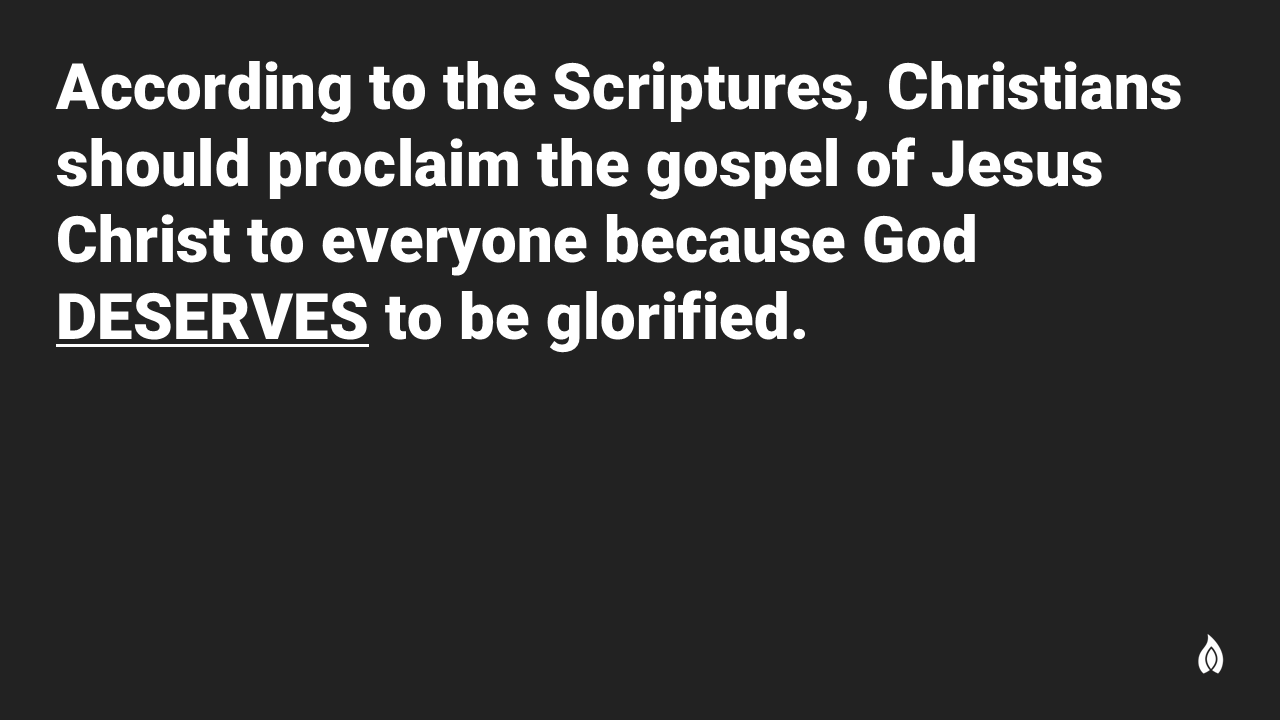 According to the Scriptures, Christians
should proclaim the gospel of Jesus
Christ to everyone because God
DESERVES to be glorified.